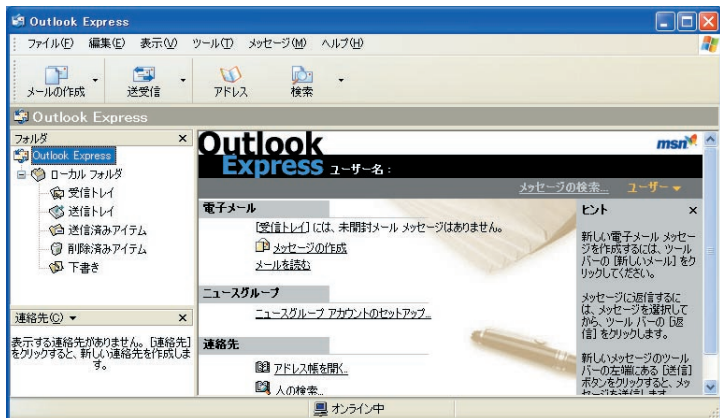 Outlook Express
ファイル(F) 編集(E) 表示(V) ツール(T) メッセージ(M) ヘルプ(H)
メールの作成 送受信 アドレス 検索
Outlook Express
フォルダ ×
Outlook Express
ローカル フォルダ
受信トレイ
送信トレイ
送信済みアイテム
削除済みアイテム
下書き
連絡先(C) ×
表示する連絡先がありません。[連絡先]
をクリックすると、新しい連絡先を作成しま
す。
Outlook
Express ユーザー名 :
msn
メッセージの検索... ユーザー
電子メール
[受信トレイ] には、未開封メール メッセージはありません。
メッセージの作成
メールを読む
ニュースグループ
ニュースグループ アカウントのセットアップ...
連絡先
アドレス帳を開く...
人の検索...
ヒント ×
新しい電子メール メッセー
ジを作成するには、ツール
バーの [新しいメール] をク
リックしてください。
メッセージに返信するに
は、メッセージを選択して
から、ツール バーの [返
信] をクリックします。
新しいメッセージのツール
バーの左端にある [送信]
ボタンをクリックすると、メッ
セージを送信します
オンライン中